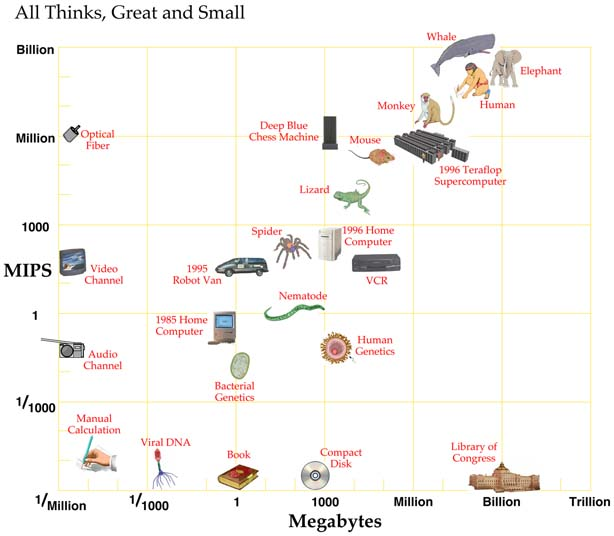 All Thinks, Great and Small
Billion
Whale
Elephant
Human
Monkey
Million
Optical
Fiber
Deep Blue
Chess Machine
Mouse
1996 Teraflop
Supercomputer
Lizard
1000
Spider
1996 Home
Computer
MIPS
Video
Channel
1995
Robot Van
VCR
Nematode
1
1985 Home
Computer
Audio
Channel
Human
Genetics
Bacterial
Genetics
1/1000
Manual
Calculation
Viral DNA
Book
Compact
Disk
Library of
Congress
1/Million
1/1000
1
1000
Million
Billion
Trillion
Megabytes